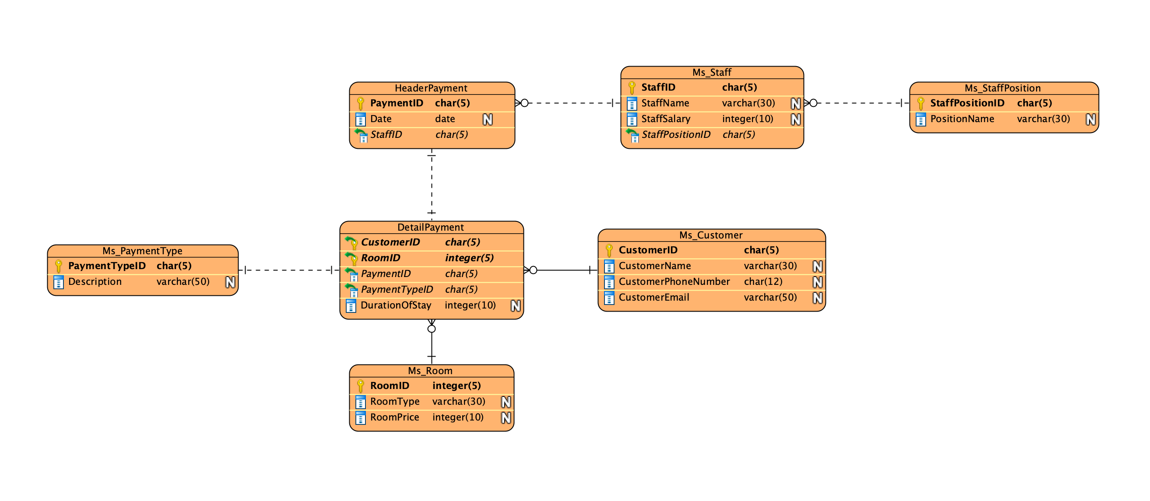 HeaderPayment
PaymentID char(5)
Date date N
StaffID char(5)
Ms_Staff
StaffID char(5)
StaffName varchar(30) N
StaffSalary integer(10) N
StaffPositionID char(5)
Ms_StaffPosition
StaffPositionID char(5)
PositionName varchar(30) N
Ms_PaymentType
PaymentTypeID char(5)
Description varchar(50) N
DetailPayment
CustomerID char(5)
RoomID integer(5)
PaymentID char(5)
PaymentTypeID char(5)
DurationOfStay integer(10) N
Ms_Customer
CustomerID char(5)
CustomerName varchar(30) N
CustomerPhoneNumber char(12) N
CustomerEmail varchar(50) N
Ms_Room
RoomID integer(5)
RoomType varchar(30) N
RoomPrice integer(10) N